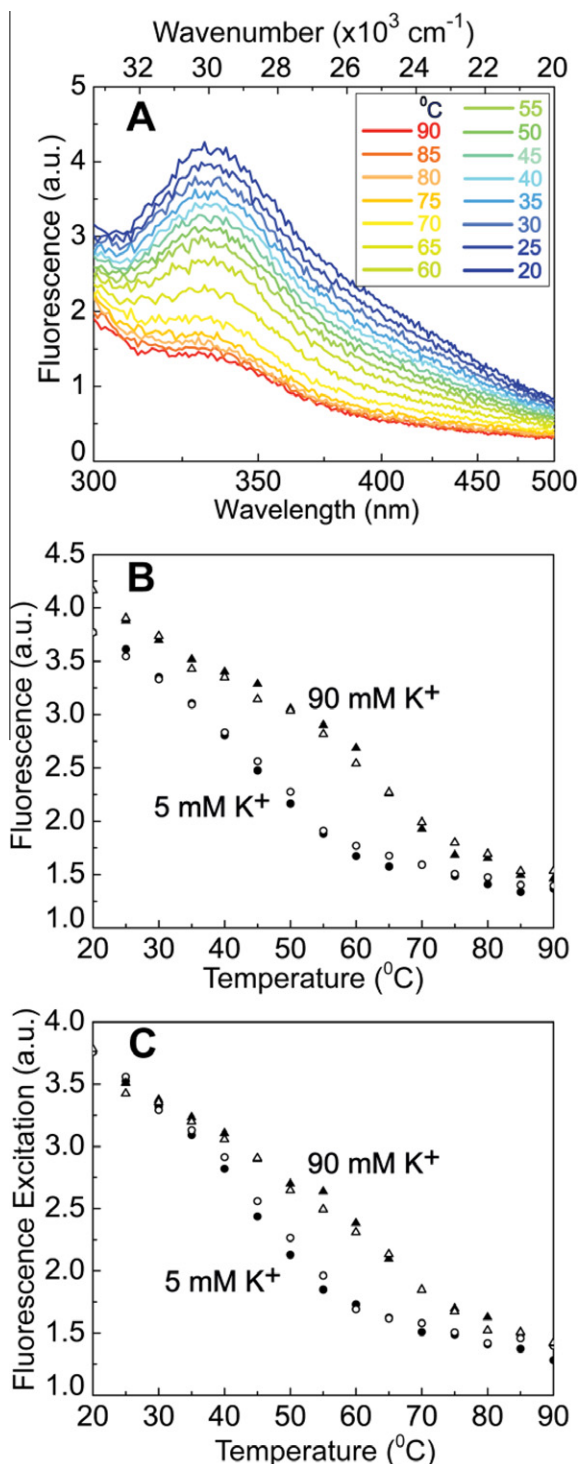 Wavenumber (x10³ cm⁻¹)
32 30 28 26 24 22 20
A
Fluorescence (a.u.)
5
4
3
2
1
0
⁰C 55
90 50
85 45
80 40
75 35
70 30
65 25
60 20
300 350 400 450 500
Wavelength (nm)
B
Fluorescence (a.u.)
4.5
4.0
3.5
3.0
2.5
2.0
1.5
1.0
90 mM K⁺
5 mM K⁺
20 30 40 50 60 70 80 90
Temperature (⁰C)
C
Fluorescence Excitation (a.u.)
4.0
3.5
3.0
2.5
2.0
1.5
1.0
90 mM K⁺
5 mM K⁺
20 30 40 50 60 70 80 90
Temperature (⁰C)